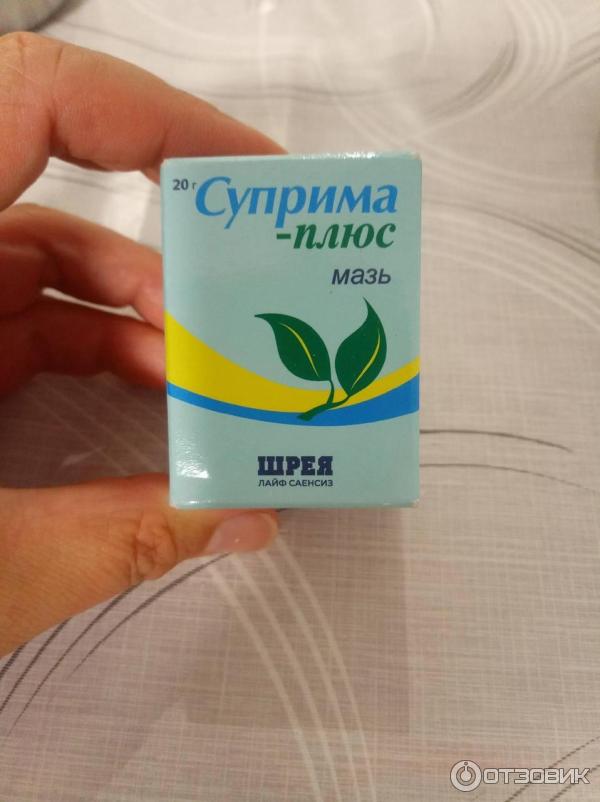 20 г Суприма
-плюс
мазь
ШРЕЯ
ЛАЙФ САЕНСИЗ
ОТЗОВИК